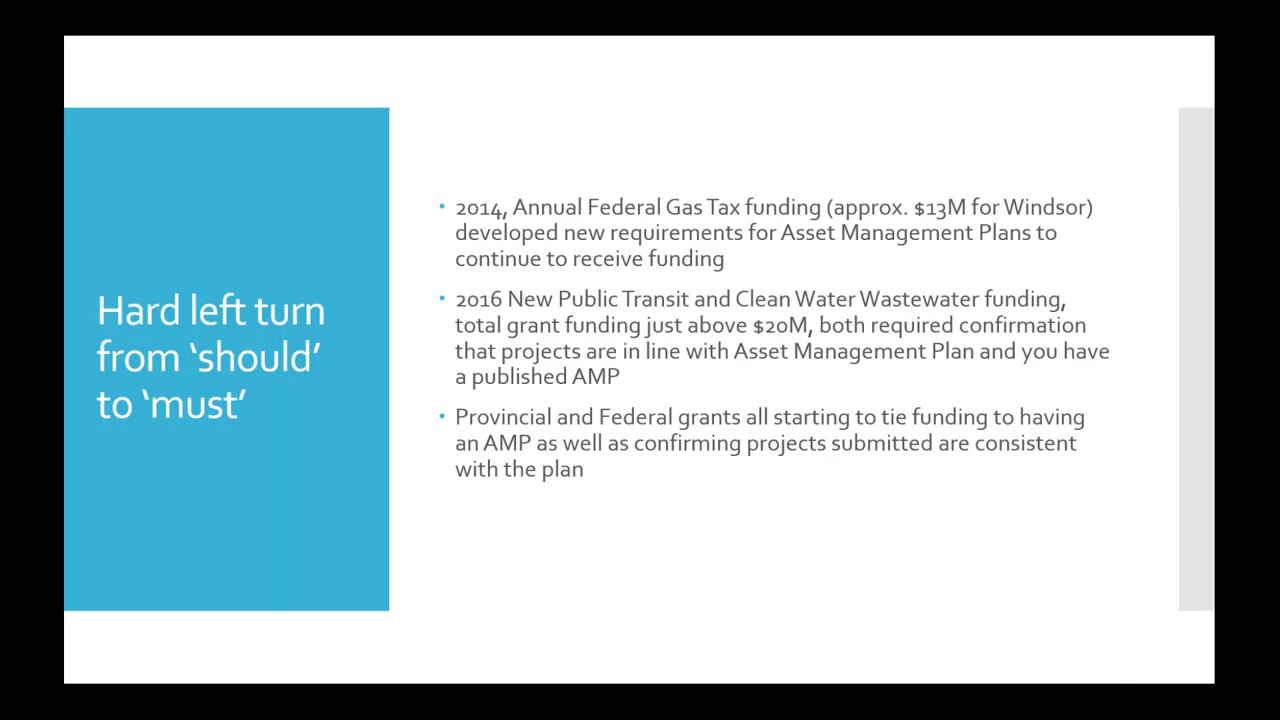 Hard left turn
from ‘should’
to ‘must’
• 2014, Annual Federal Gas Tax funding (approx. $13M for Windsor)
developed new requirements for Asset Management Plans to
continue to receive funding
• 2016 New Public Transit and Clean Water Wastewater funding,
total grant funding just above $20M, both required confirmation
that projects are in line with Asset Management Plan and you have
a published AMP
• Provincial and Federal grants all starting to tie funding to having
an AMP as well as confirming projects submitted are consistent
with the plan